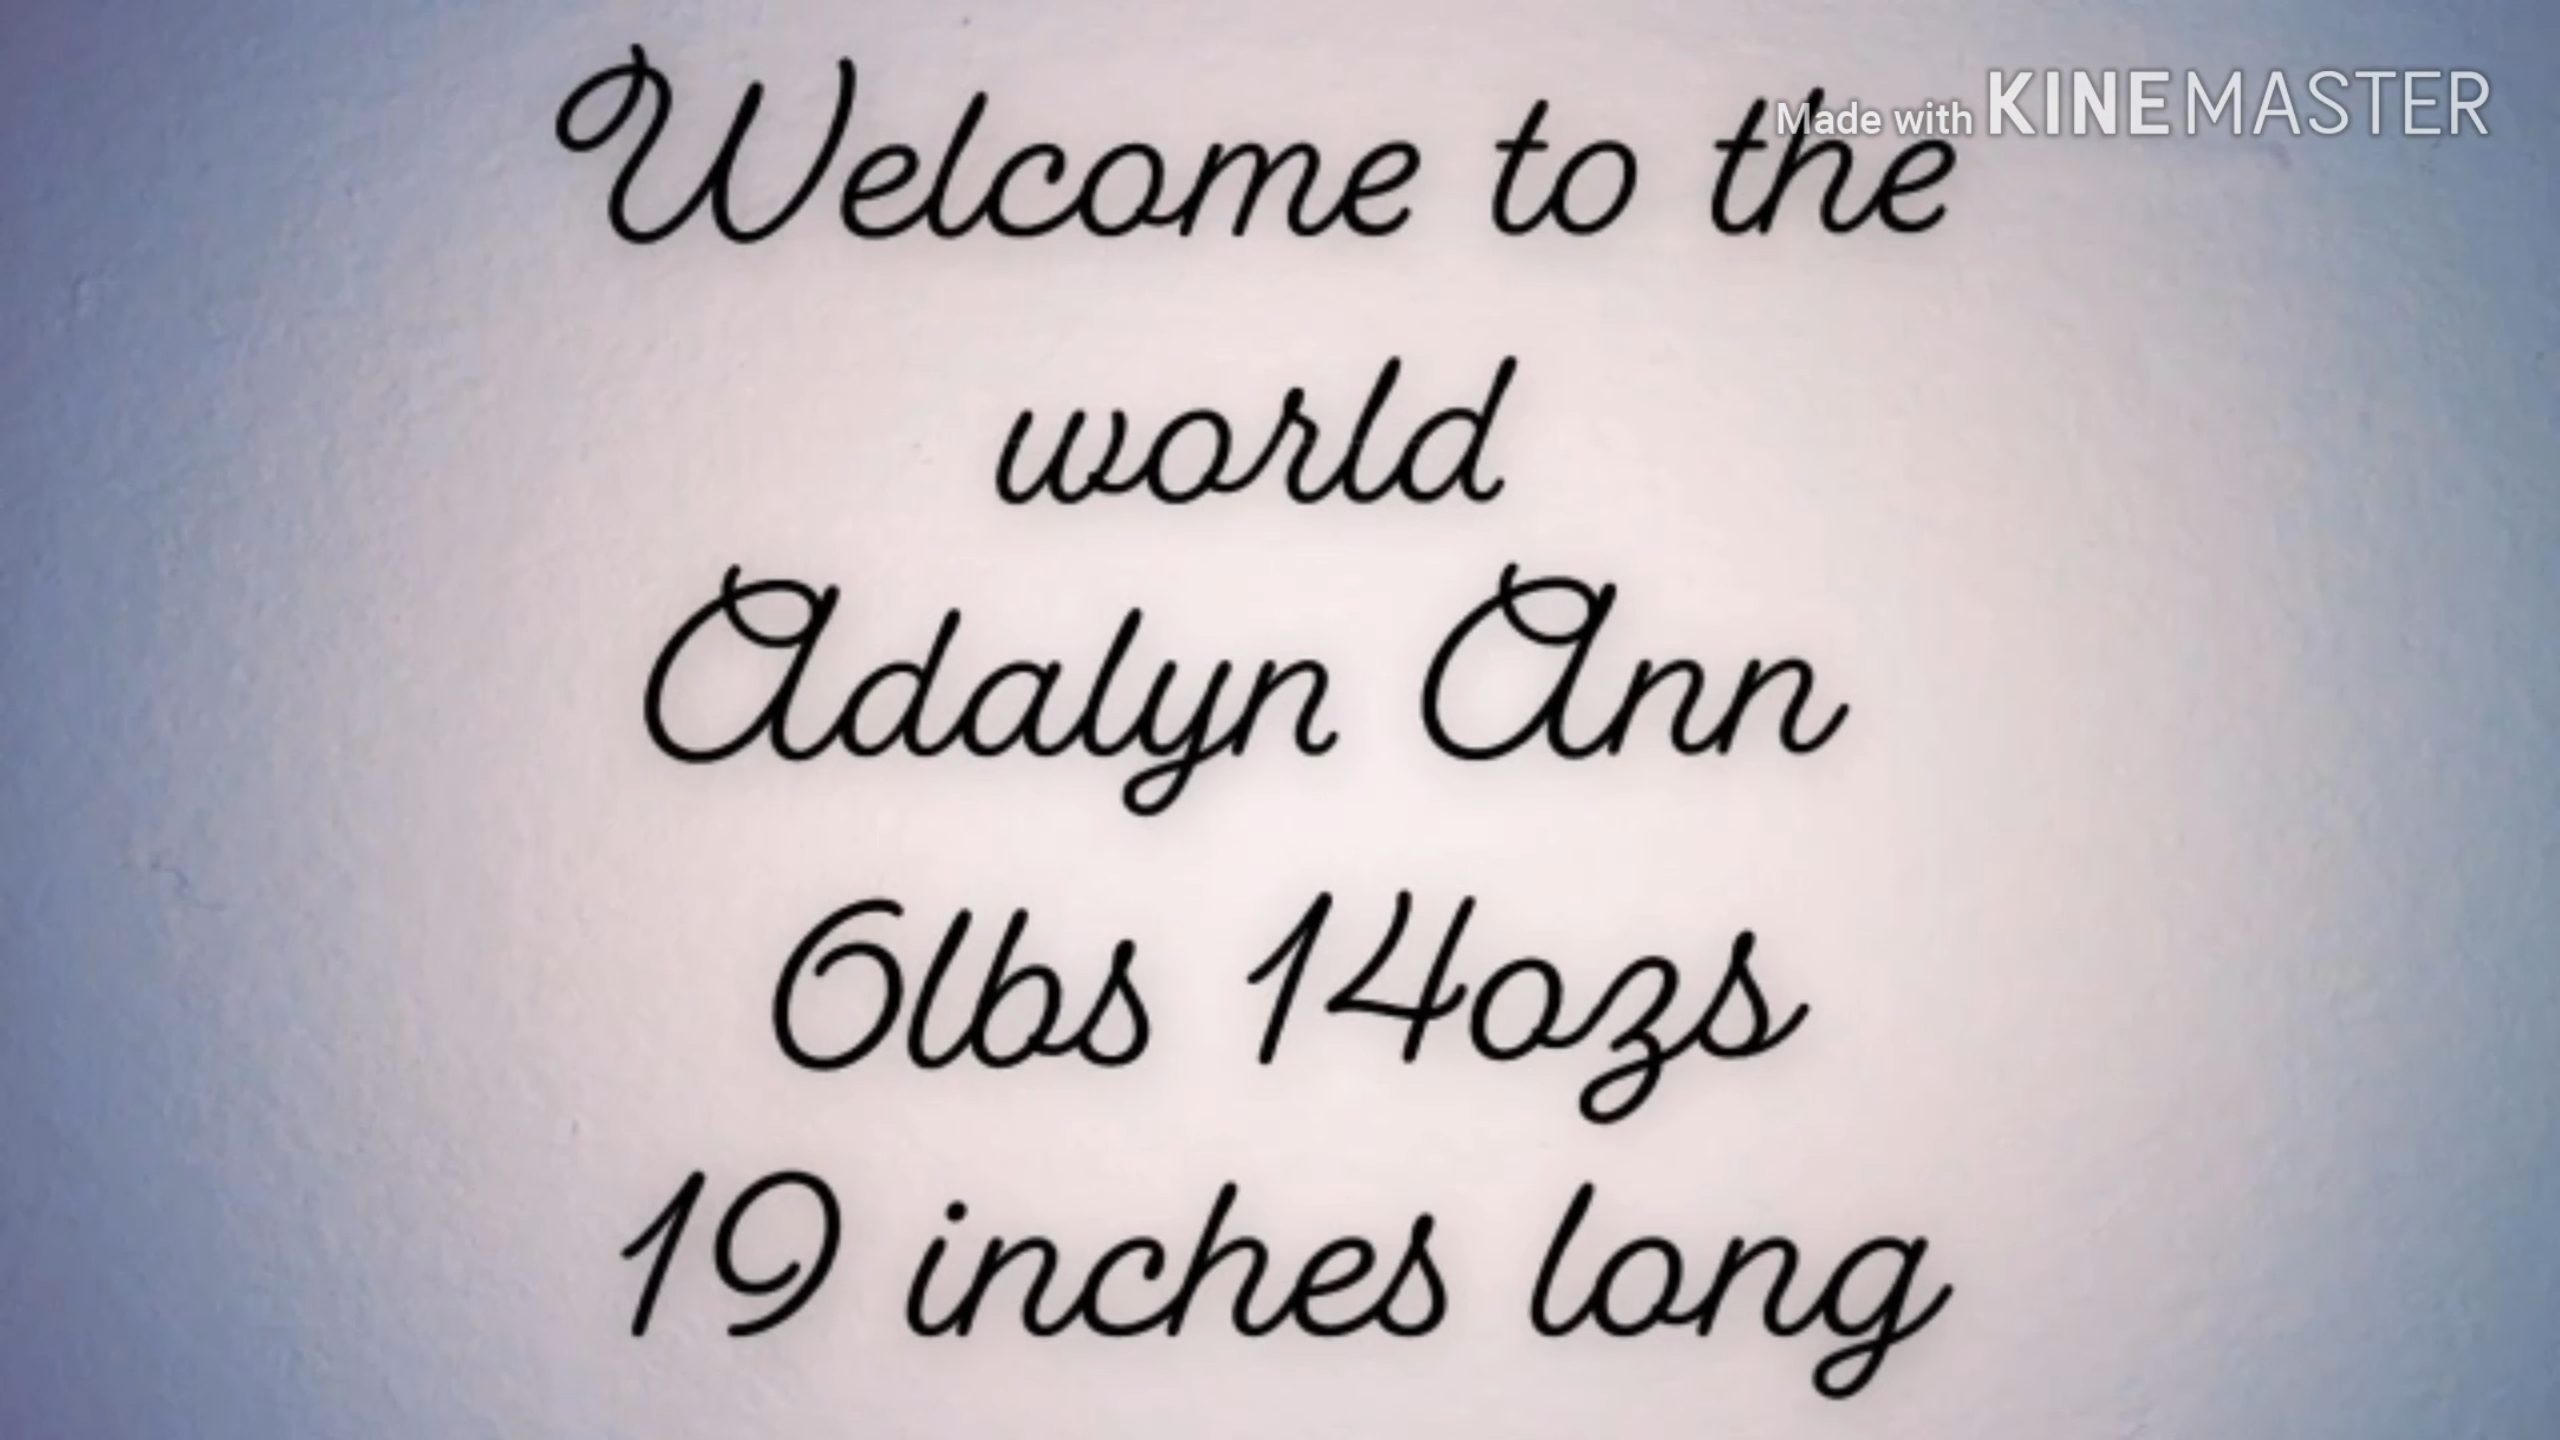 Made with KINEMASTER
Welcome to the
world
Adalyn Ann
6lbs 14ozs
19 inches long